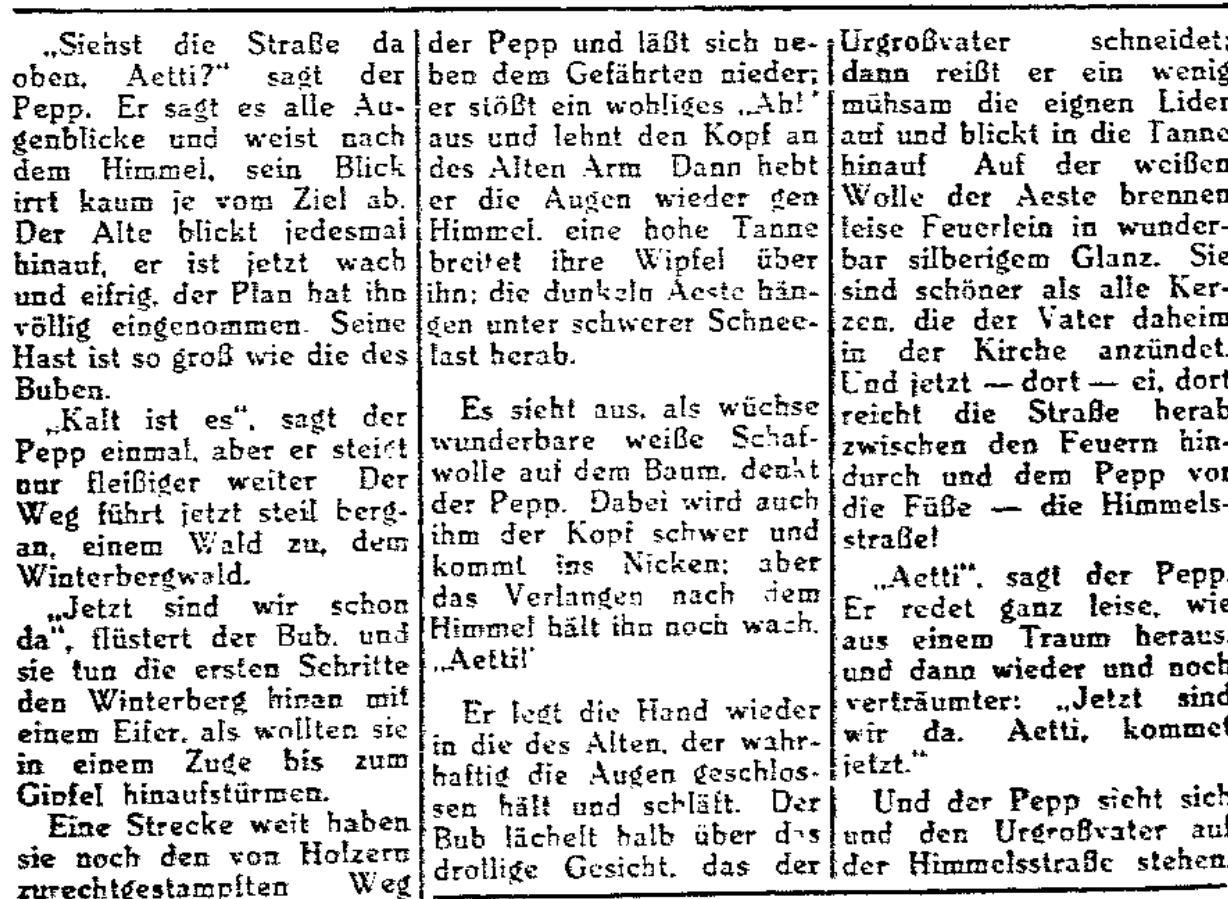 „Siehst die Straße da
oben, Aetti?“ sagt der
Pepp. Er sagt es alle Au-
genblicke und weist nach
dem Himmel, sein Blick
irrt kaum je vom Ziel ab.
Der Alte blickt jedesmal
hinauf, er ist jetzt wach
und eifrig, der Plan hat ihn
völlig eingenommen. Seine
Hast ist so groß wie die des
Buben.
„Kalt ist es“, sagt der
Pepp einmal, aber er steigt
nur fleißiger weiter Der
Weg führt jetzt steil berg-
an, einem Wald zu, dem
Winterbergwald.
„Jetzt sind wir schon
da“, flüstert der Bub, und
sie tun die ersten Schritte
den Winterberg hinan mit
einem Eifer, als wollten sie
in einem Zuge bis zum
Gipfel hinaufstürmen.
Eine Strecke weit haben
sie noch den von Holzern
zurechtgestampften Weg
der Pepp und läßt sich ne-
ben dem Gefährten nieder;
er stößt ein wohliges „Ah!“
aus und lehnt den Kopf an
des Alten Arm Dann hebt
er die Augen wieder gen
Himmel. eine hohe Tanne
breitet ihre Wipfel über
ihn; die dunkeln Aeste hän-
gen unter schwerer Schnee-
last herab.
Es sieht aus, als wüchse
wunderbare weiße Schaf-
wolle auf dem Baum, denkt
der Pepp. Dabei wird auch
ihm der Kopf schwer und
kommt ins Nicken; aber
das Verlangen nach dem
Himmel hält ihn noch wach.
„Aetti!“
Er legt die Hand wieder
in die des Alten, der wahr-
haftig die Augen geschlos-
sen hält und schläft. Der
Bub lächelt halb über das
drollige Gesicht, das der
Urgroßvater schneidet;
dann reißt er ein wenig
mühsam die eignen Lider
auf und blickt in die Tanne
hinauf Auf der weißen
Wolle der Aeste brennen
leise Feuerlein in wunder-
bar silberigem Glanz. Sie
sind schöner als alle Ker-
zen, die der Vater daheim
in der Kirche anzündet.
Und jetzt — dort — ei, dort
reicht die Straße herab
zwischen den Feuern hin-
durch und dem Pepp vor
die Füße — die Himmels-
straße!
„Aetti“, sagt der Pepp.
Er redet ganz leise, wie
aus einem Traum heraus,
und dann wieder und noch
verträumter: „Jetzt sind
wir da. Aetti, kommet
jetzt.“
Und der Pepp sieht sich
und den Urgroßvater auf
der Himmelsstraße stehen.